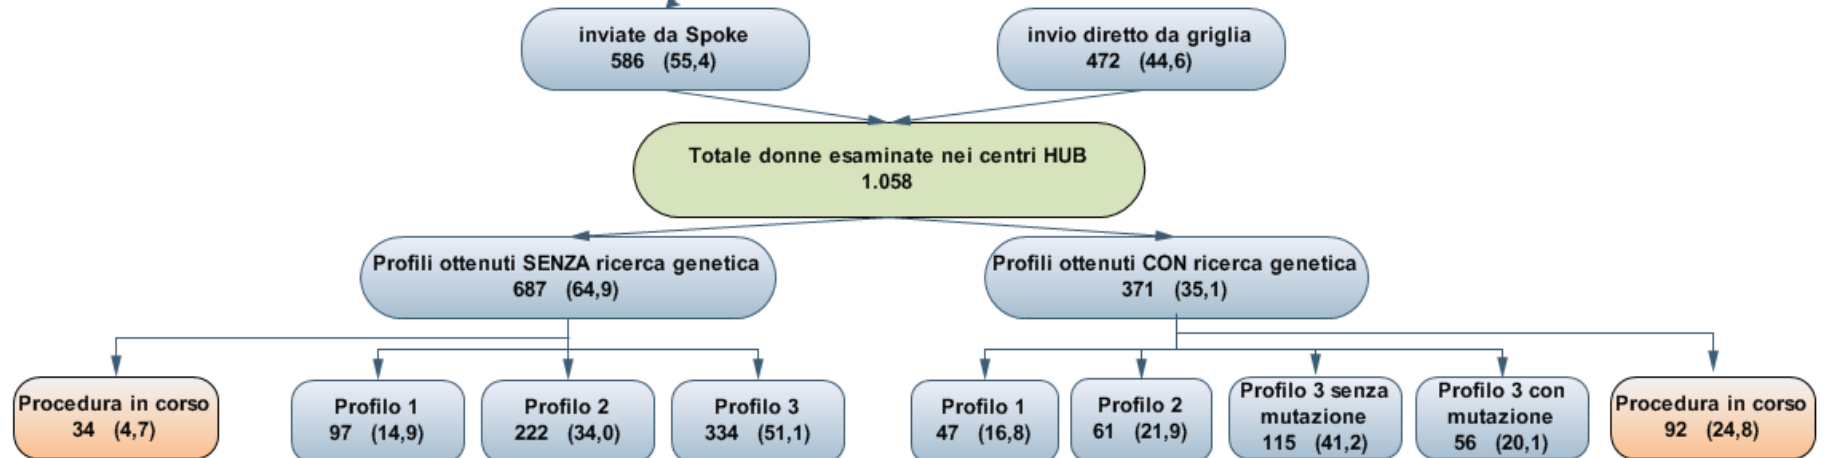 inviate da Spoke
586 (55,4)
invio diretto da griglia
472 (44,6)
Totale donne esaminate nei centri HUB
1.058
Profili ottenuti SENZA ricerca genetica
687 (64,9)
Profili ottenuti CON ricerca genetica
371 (35,1)
Procedura in corso
34 (4,7)
Profilo 1
97 (14,9)
Profilo 2
222 (34,0)
Profilo 3
334 (51,1)
Profilo 1
47 (16,8)
Profilo 2
61 (21,9)
Profilo 3 senza
mutazione
115 (41,2)
Profilo 3 con
mutazione
56 (20,1)
Procedura in corso
92 (24,8)